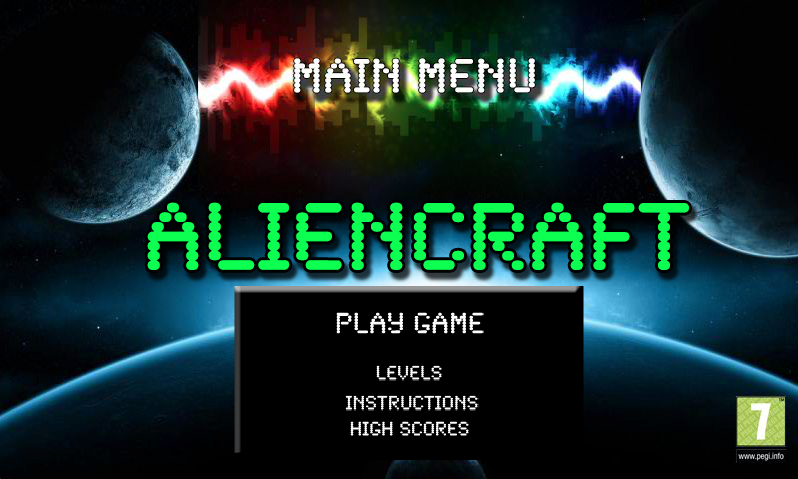 MAIN MENU
ALIENCRAFT
PLAY GAME
LEVELS
INSTRUCTIONS
HIGH SCORES
7
www.pegi.info